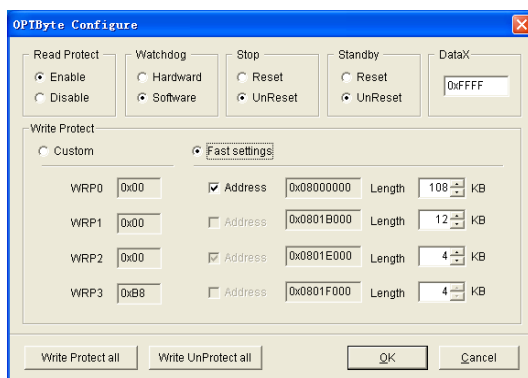 OPTByte Configure
Read Protect Watchdog Stop Standby DataX
Enable Hardward Reset Reset 0xFFFF
Disable Software UnReset UnReset
Write Protect
Custom Fast settings
WRP0 0x00 Address 0x08000000 Length 108 KB
WRP1 0x00 Address 0x0801B000 Length 12 KB
WRP2 0x00 Address 0x0801E000 Length 4 KB
WRP3 0xB8 Address 0x0801F000 Length 4 KB
Write Protect all Write UnProtect all OK Cancel